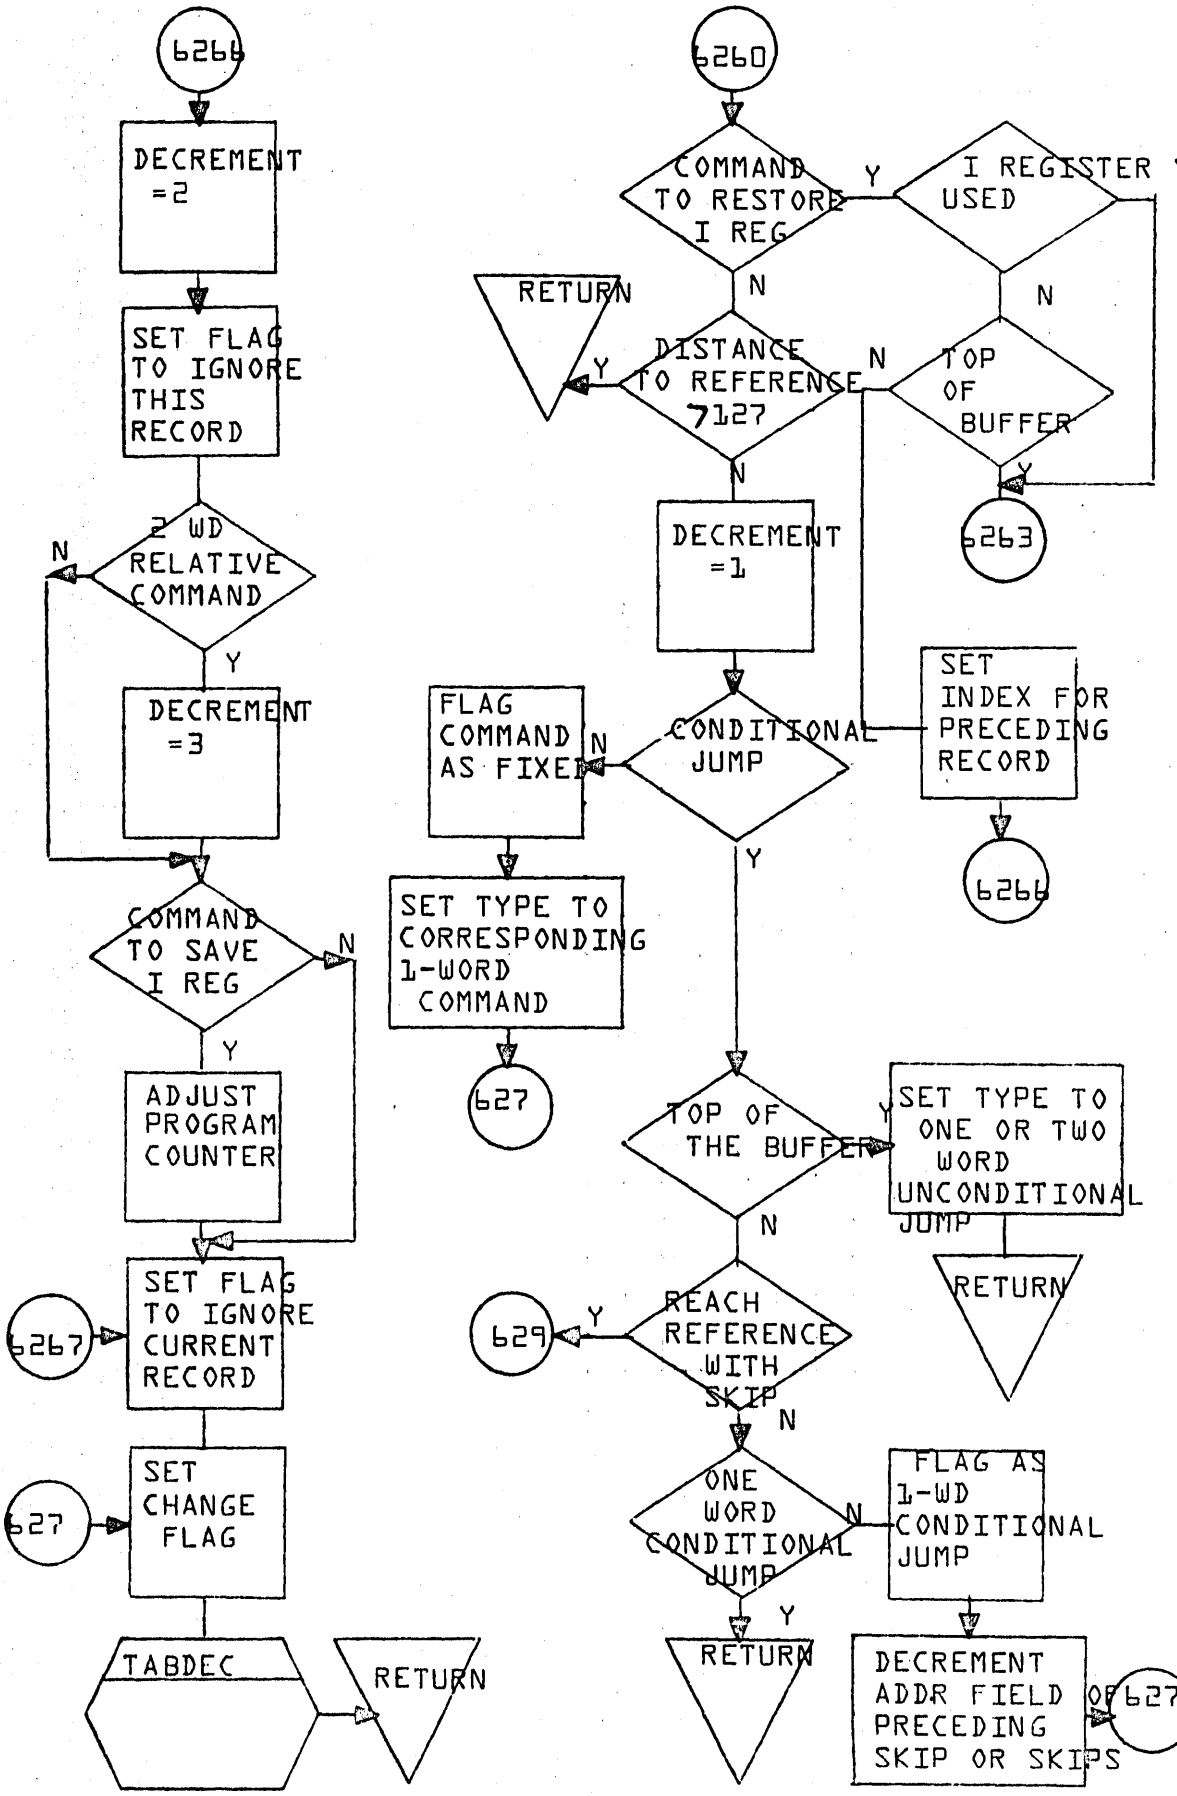 6266
DECREMENT
=2
SET FLAG
TO IGNORE
THIS
RECORD
2 WD
RELATIVE
COMMAND
N
Y
DECREMENT
=3
COMMAND
TO SAVE
I REG
N
Y
ADJUST
PROGRAM
COUNTER
SET FLAG
TO IGNORE
CURRENT
RECORD
6267
SET
CHANGE
FLAG
627
TABDEC
RETURN
6260
COMMAND
TO RESTORE
I REG
Y
N
I REGISTER
USED
N
RETURN
Y
DISTANCE
TO REFERENCE
>127
N
N
TOP
OF
BUFFER
Y
6263
DECREMENT
=1
SET
INDEX FOR
PRECEDING
RECORD
6266
CONDITIONAL
JUMP
N
Y
FLAG
COMMAND
AS FIXED
SET TYPE TO
CORRESPONDING
1-WORD
COMMAND
627
TOP OF
THE BUFFER
Y
N
SET TYPE TO
ONE OR TWO
WORD
UNCONDITIONAL
JUMP
RETURN
REACH
REFERENCE
WITH
SKIP
Y
N
629
ONE
WORD
CONDITIONAL
JUMP
N
Y
RETURN
FLAG AS
1-WD
CONDITIONAL
JUMP
DECREMENT
ADDR FIELD OF
PRECEDING
SKIP OR SKIPS
627